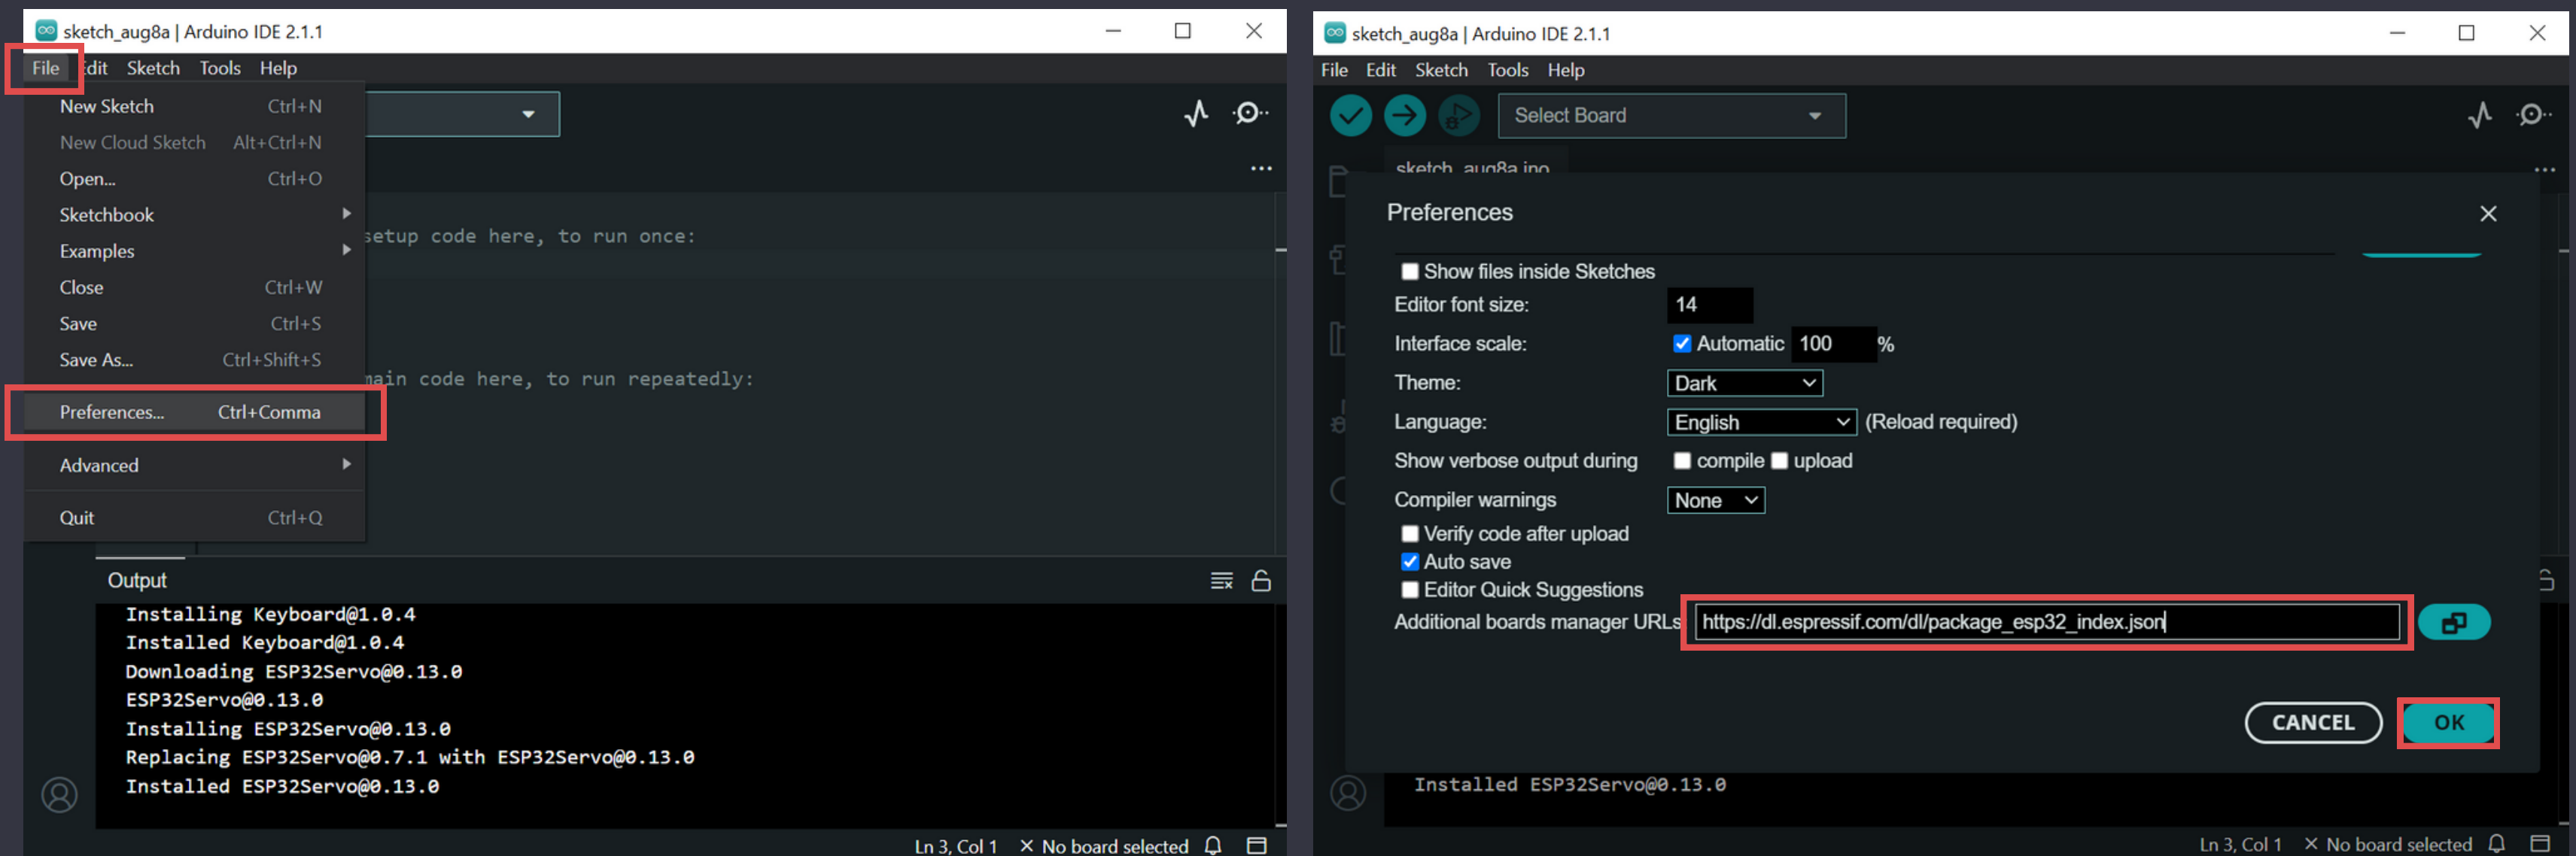 sketch_aug8a | Arduino IDE 2.1.1
File Edit Sketch Tools Help
New Sketch Ctrl+N
New Cloud Sketch Alt+Ctrl+N
Open... Ctrl+O
Sketchbook
Examples
Close Ctrl+W
Save Ctrl+S
Save As... Ctrl+Shift+S
Preferences... Ctrl+Comma
Advanced
Quit Ctrl+Q
setup code here, to run once:
main code here, to run repeatedly:
Output
Installing Keyboard@1.0.4
Installed Keyboard@1.0.4
Downloading ESP32Servo@0.13.0
ESP32Servo@0.13.0
Installing ESP32Servo@0.13.0
Replacing ESP32Servo@0.7.1 with ESP32Servo@0.13.0
Installed ESP32Servo@0.13.0
Ln 3, Col 1 × No board selected
sketch_aug8a | Arduino IDE 2.1.1
File Edit Sketch Tools Help
Select Board
sketch_aug8a.ino
Preferences
Show files inside Sketches
Editor font size: 14
Interface scale: Automatic 100 %
Theme: Dark
Language: English (Reload required)
Show verbose output during compile upload
Compiler warnings None
Verify code after upload
Auto save
Editor Quick Suggestions
Additional boards manager URLs https://dl.espressif.com/dl/package_esp32_index.json
CANCEL OK
Installed ESP32Servo@0.13.0
Ln 3, Col 1 × No board selected